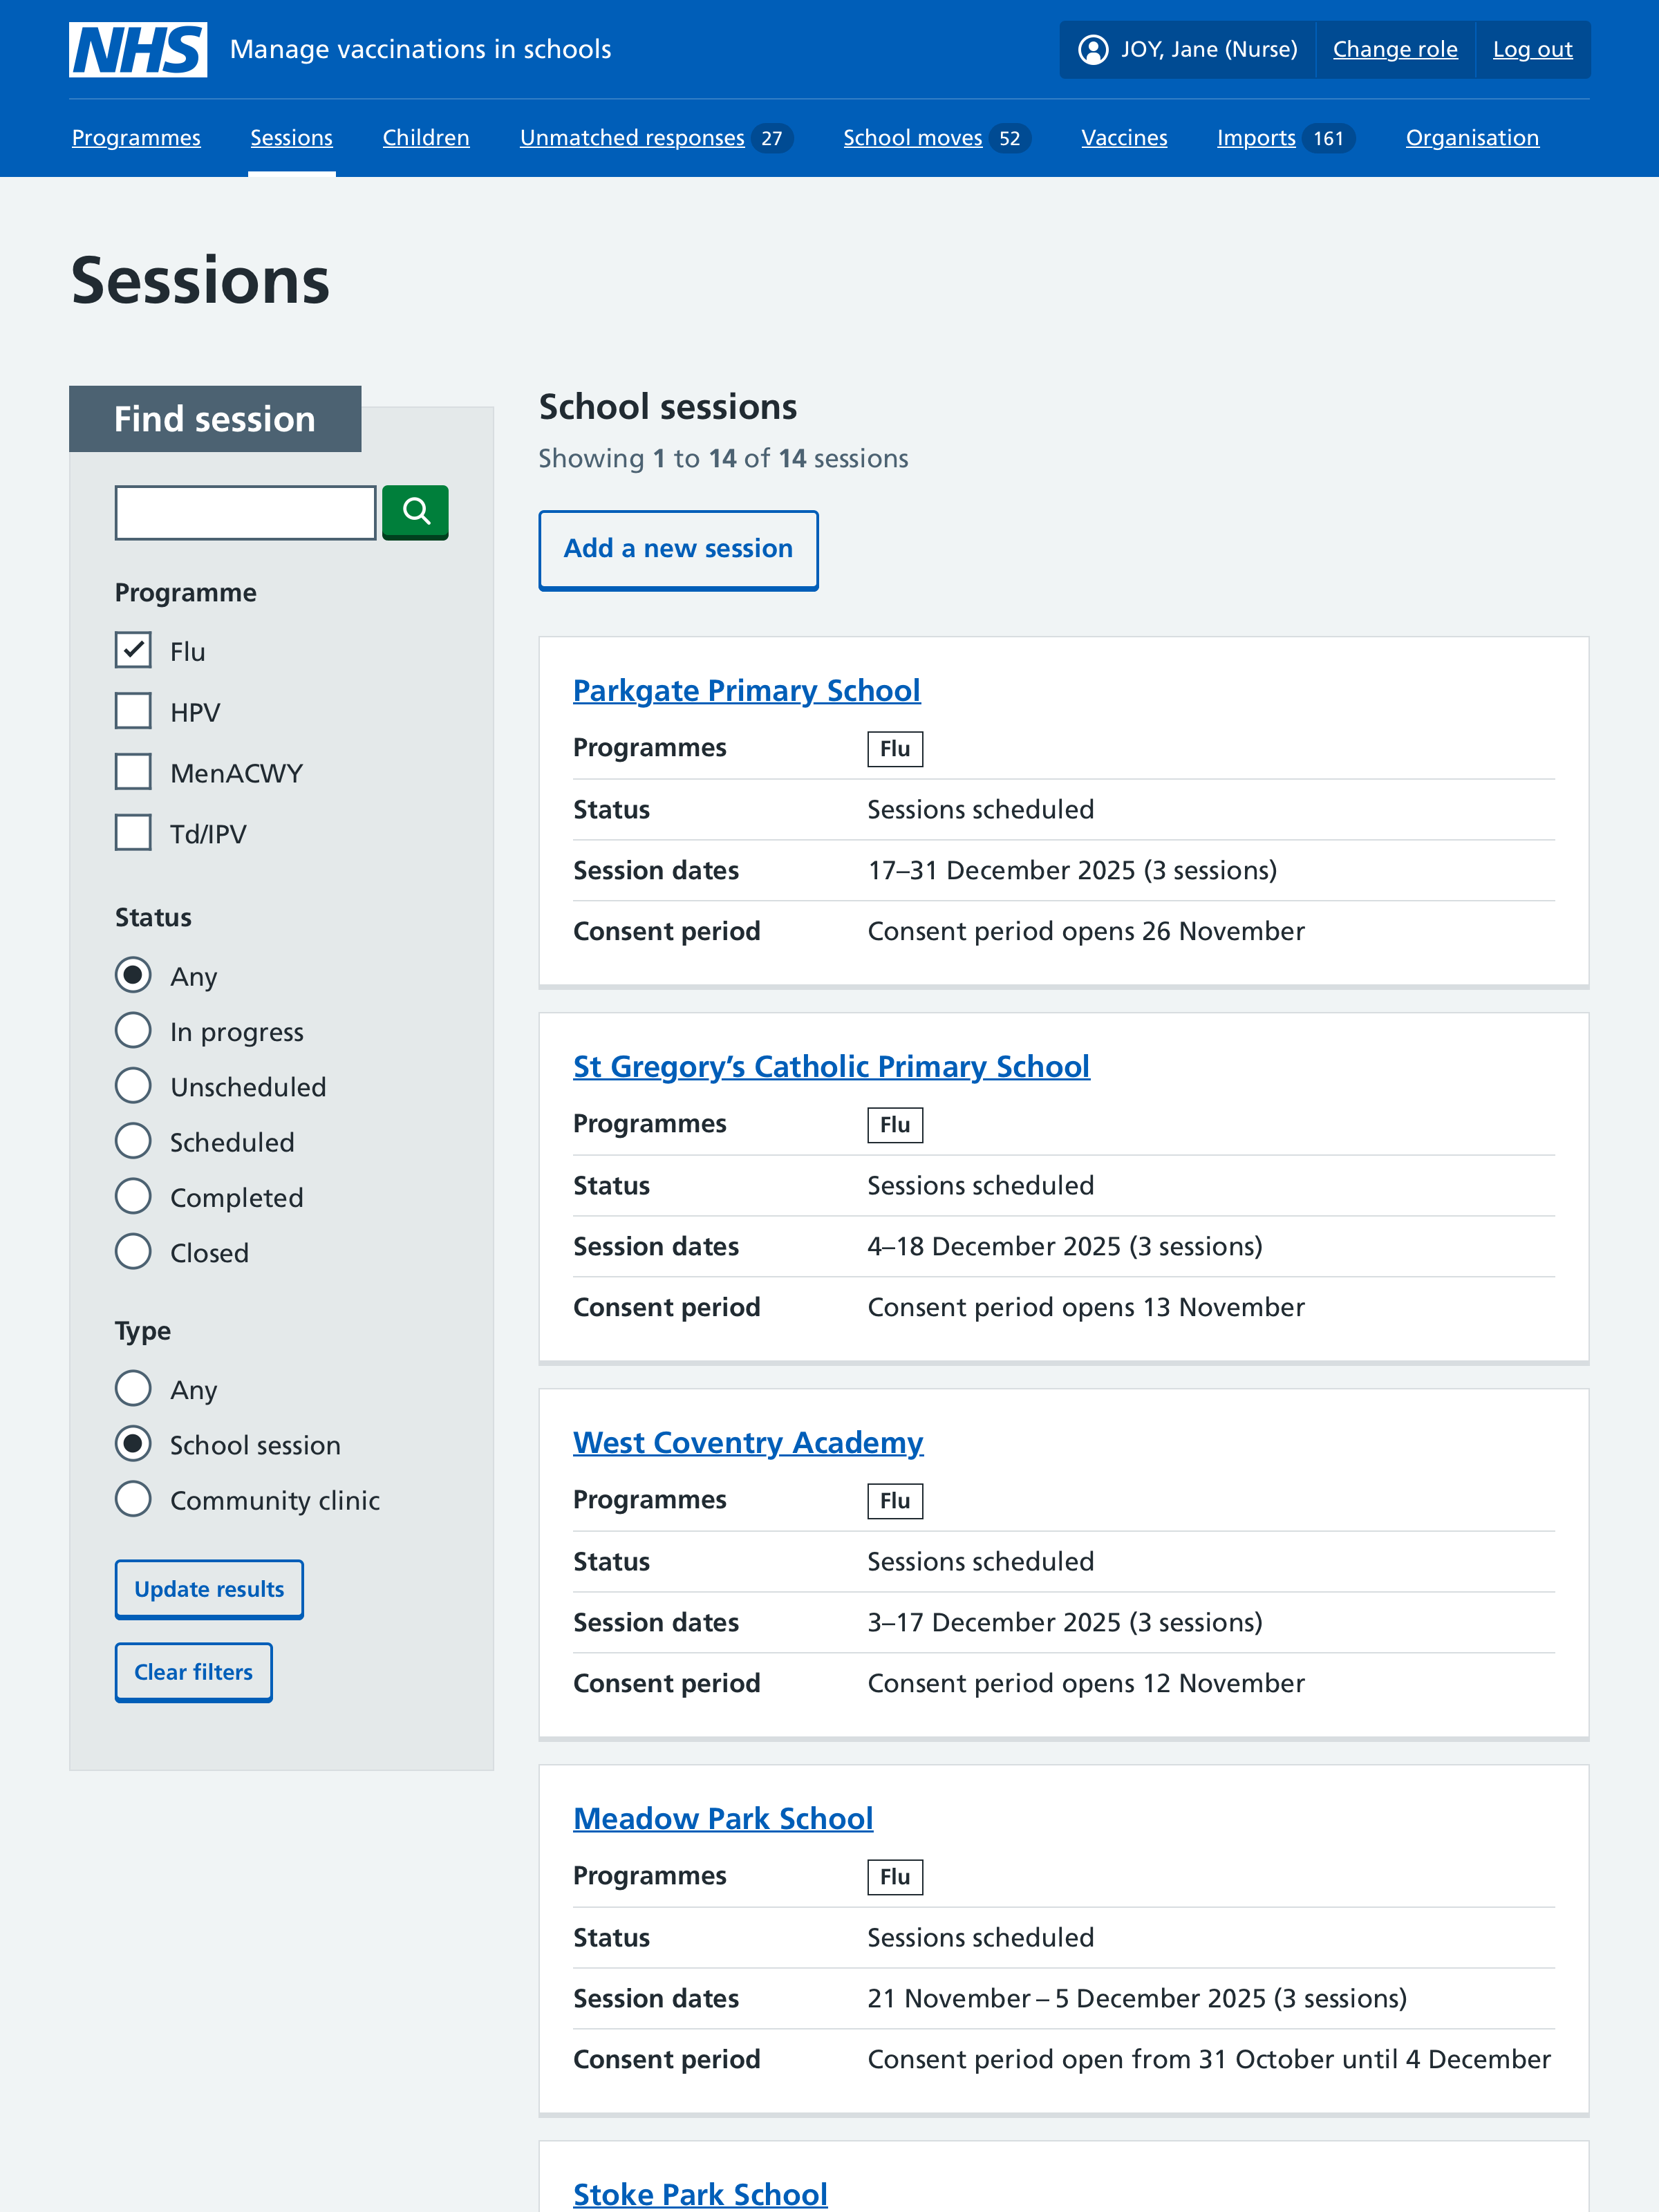 NHS Manage vaccinations in schools
JOY, Jane (Nurse) Change role Log out
Programmes Sessions Children Unmatched responses 27 School moves 52 Vaccines Imports 161 Organisation
Sessions
Find session
Programme
Flu
HPV
MenACWY
Td/IPV
Status
Any
In progress
Unscheduled
Scheduled
Completed
Closed
Type
Any
School session
Community clinic
Update results
Clear filters
School sessions
Showing 1 to 14 of 14 sessions
Add a new session
Parkgate Primary School
Programmes Flu
Status Sessions scheduled
Session dates 17–31 December 2025 (3 sessions)
Consent period Consent period opens 26 November
St Gregory’s Catholic Primary School
Programmes Flu
Status Sessions scheduled
Session dates 4–18 December 2025 (3 sessions)
Consent period Consent period opens 13 November
West Coventry Academy
Programmes Flu
Status Sessions scheduled
Session dates 3–17 December 2025 (3 sessions)
Consent period Consent period opens 12 November
Meadow Park School
Programmes Flu
Status Sessions scheduled
Session dates 21 November – 5 December 2025 (3 sessions)
Consent period Consent period open from 31 October until 4 December
Stoke Park School